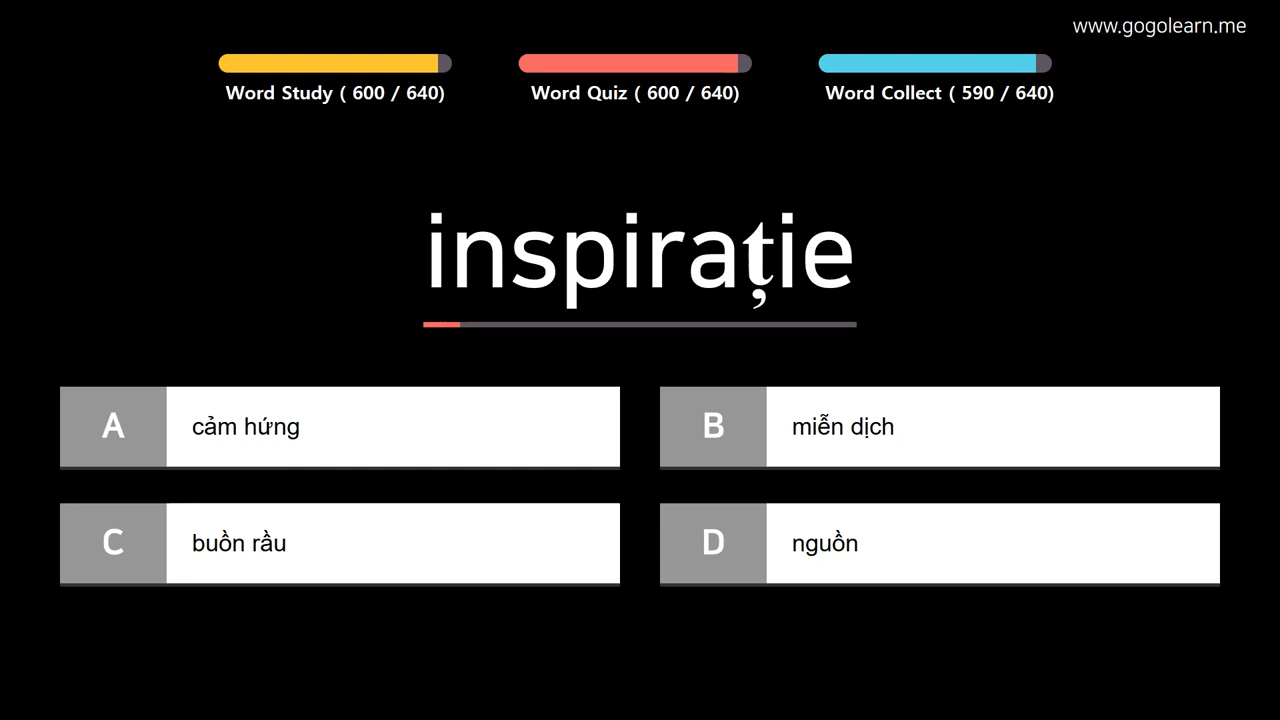 www.gogolearn.me
Word Study ( 600 / 640)
Word Quiz ( 600 / 640)
Word Collect ( 590 / 640)
inspirație
A
cảm hứng
B
miễn dịch
C
buồn rầu
D
nguồn